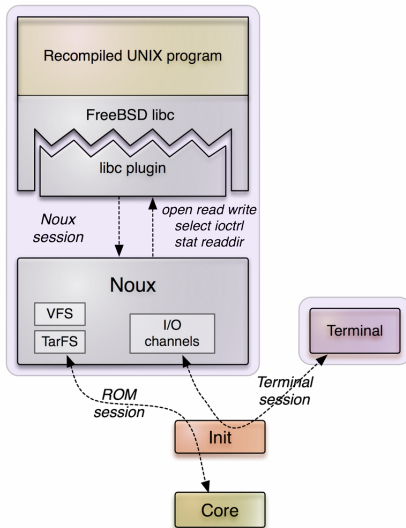 Recompiled UNIX program
FreeBSD libc
libc plugin
Noux
session
open read write
select ioctrl
stat readdir
Noux
VFS
TarFS
I/O
channels
Terminal
ROM
session
Terminal
session
Init
Core